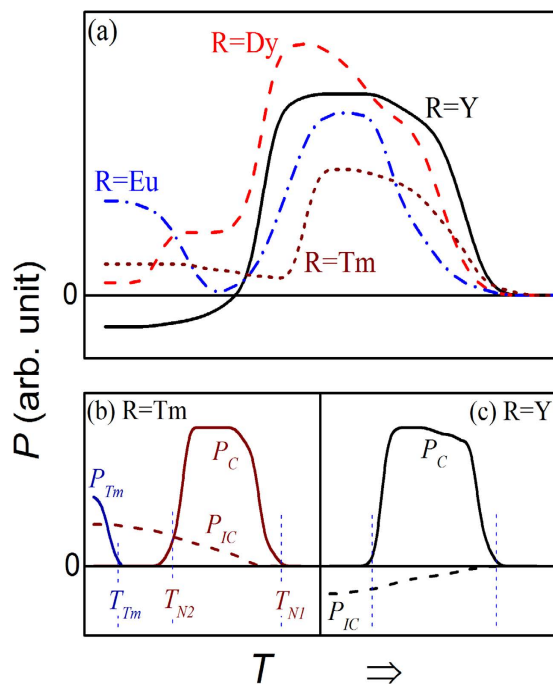 (a)
R=Dy
R=Y
R=Eu
R=Tm
0
P (arb. unit)
(b) R=Tm
(c) R=Y
P_C
P_C
P_Tm
P_IC
0
P_IC
T_Tm
T_N2
T_N1
T ⇒